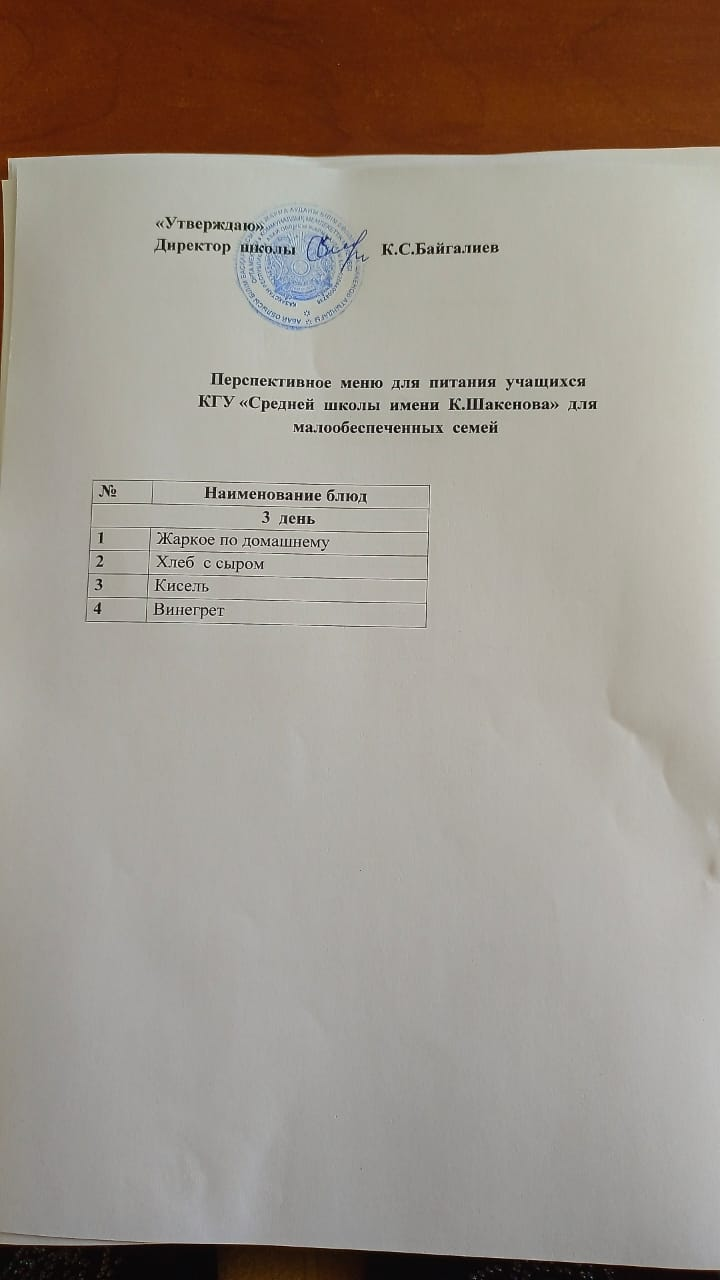 «Утверждаю»
Директор школы К.С.Байгалиев
Перспективное меню для питания учащихся
КГУ «Средней школы имени К.Шакенова» для
малообеспеченных семей
№ Наименование блюд
3 день
1 Жаркое по домашнему
2 Хлеб с сыром
3 Кисель
4 Винегрет